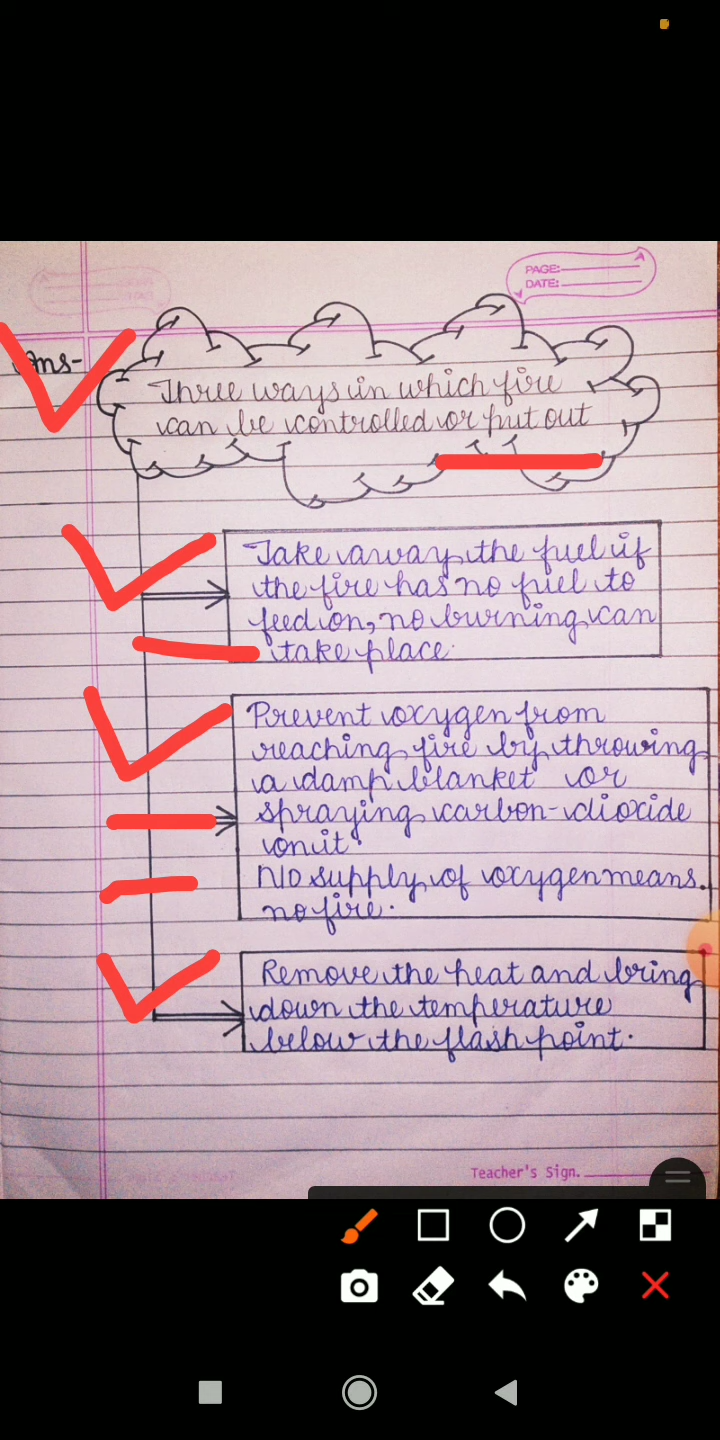 PAGE:
DATE:
Ans-
Three ways in which fire
can be controlled or put out
Take away the fuel if
the fire has no fuel to
feed on, no burning can
take place.
Prevent oxygen from
reaching fire by throwing
a damp blanket or
spraying carbon-dioxide
on it.
No supply of oxygen means.
no fire.
Remove the heat and bring
down the temperature
below the flash point.
Teacher's Sign.